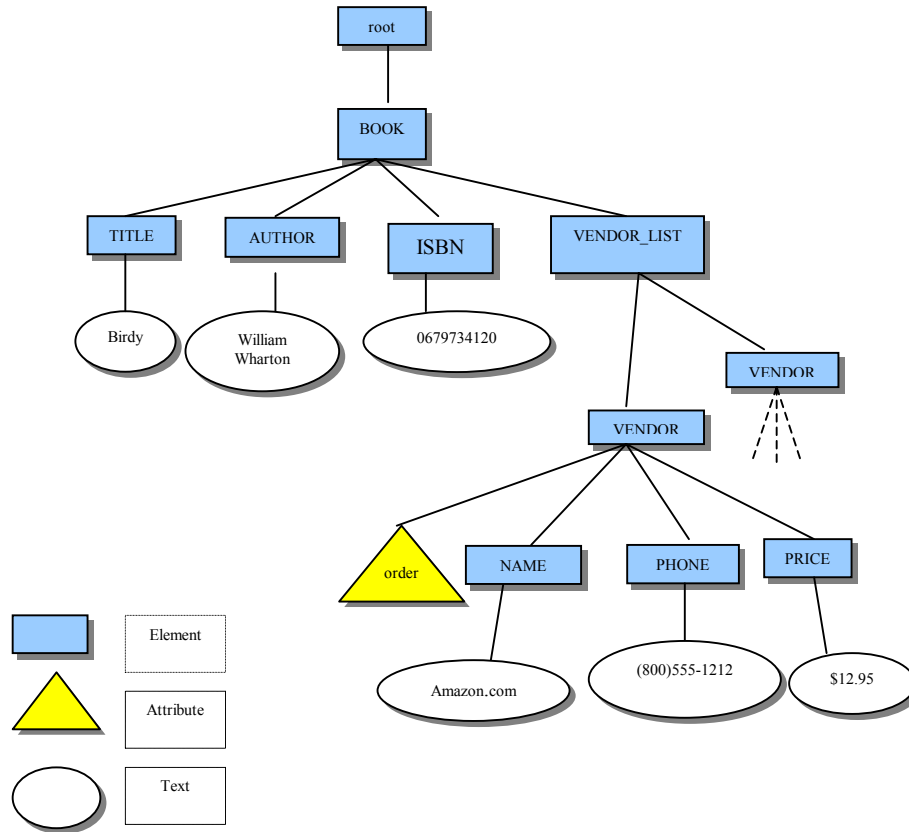 root
BOOK
TITLE
AUTHOR
ISBN
VENDOR_LIST
Birdy
William
Wharton
0679734120
VENDOR
VENDOR
order
NAME
PHONE
PRICE
Amazon.com
(800)555-1212
$12.95
Element
Attribute
Text